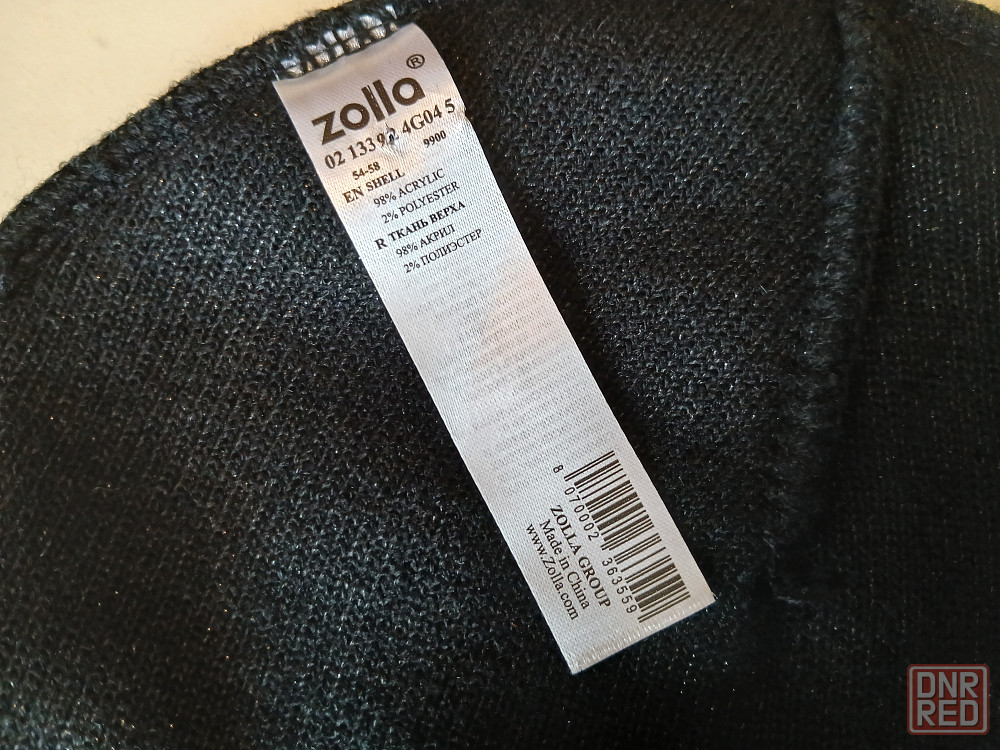 zolla®
02 13392 4G04 5
54-58 9900
EN SHELL
98% ACRYLIC
2% POLYESTER
R ТКАНЬ ВЕРХА
98% АКРИЛ
2% ПОЛИЭСТЕР
8 070002 363559
ZOLLA GROUP
Made in China
www.Zolla.com
DNR
RED